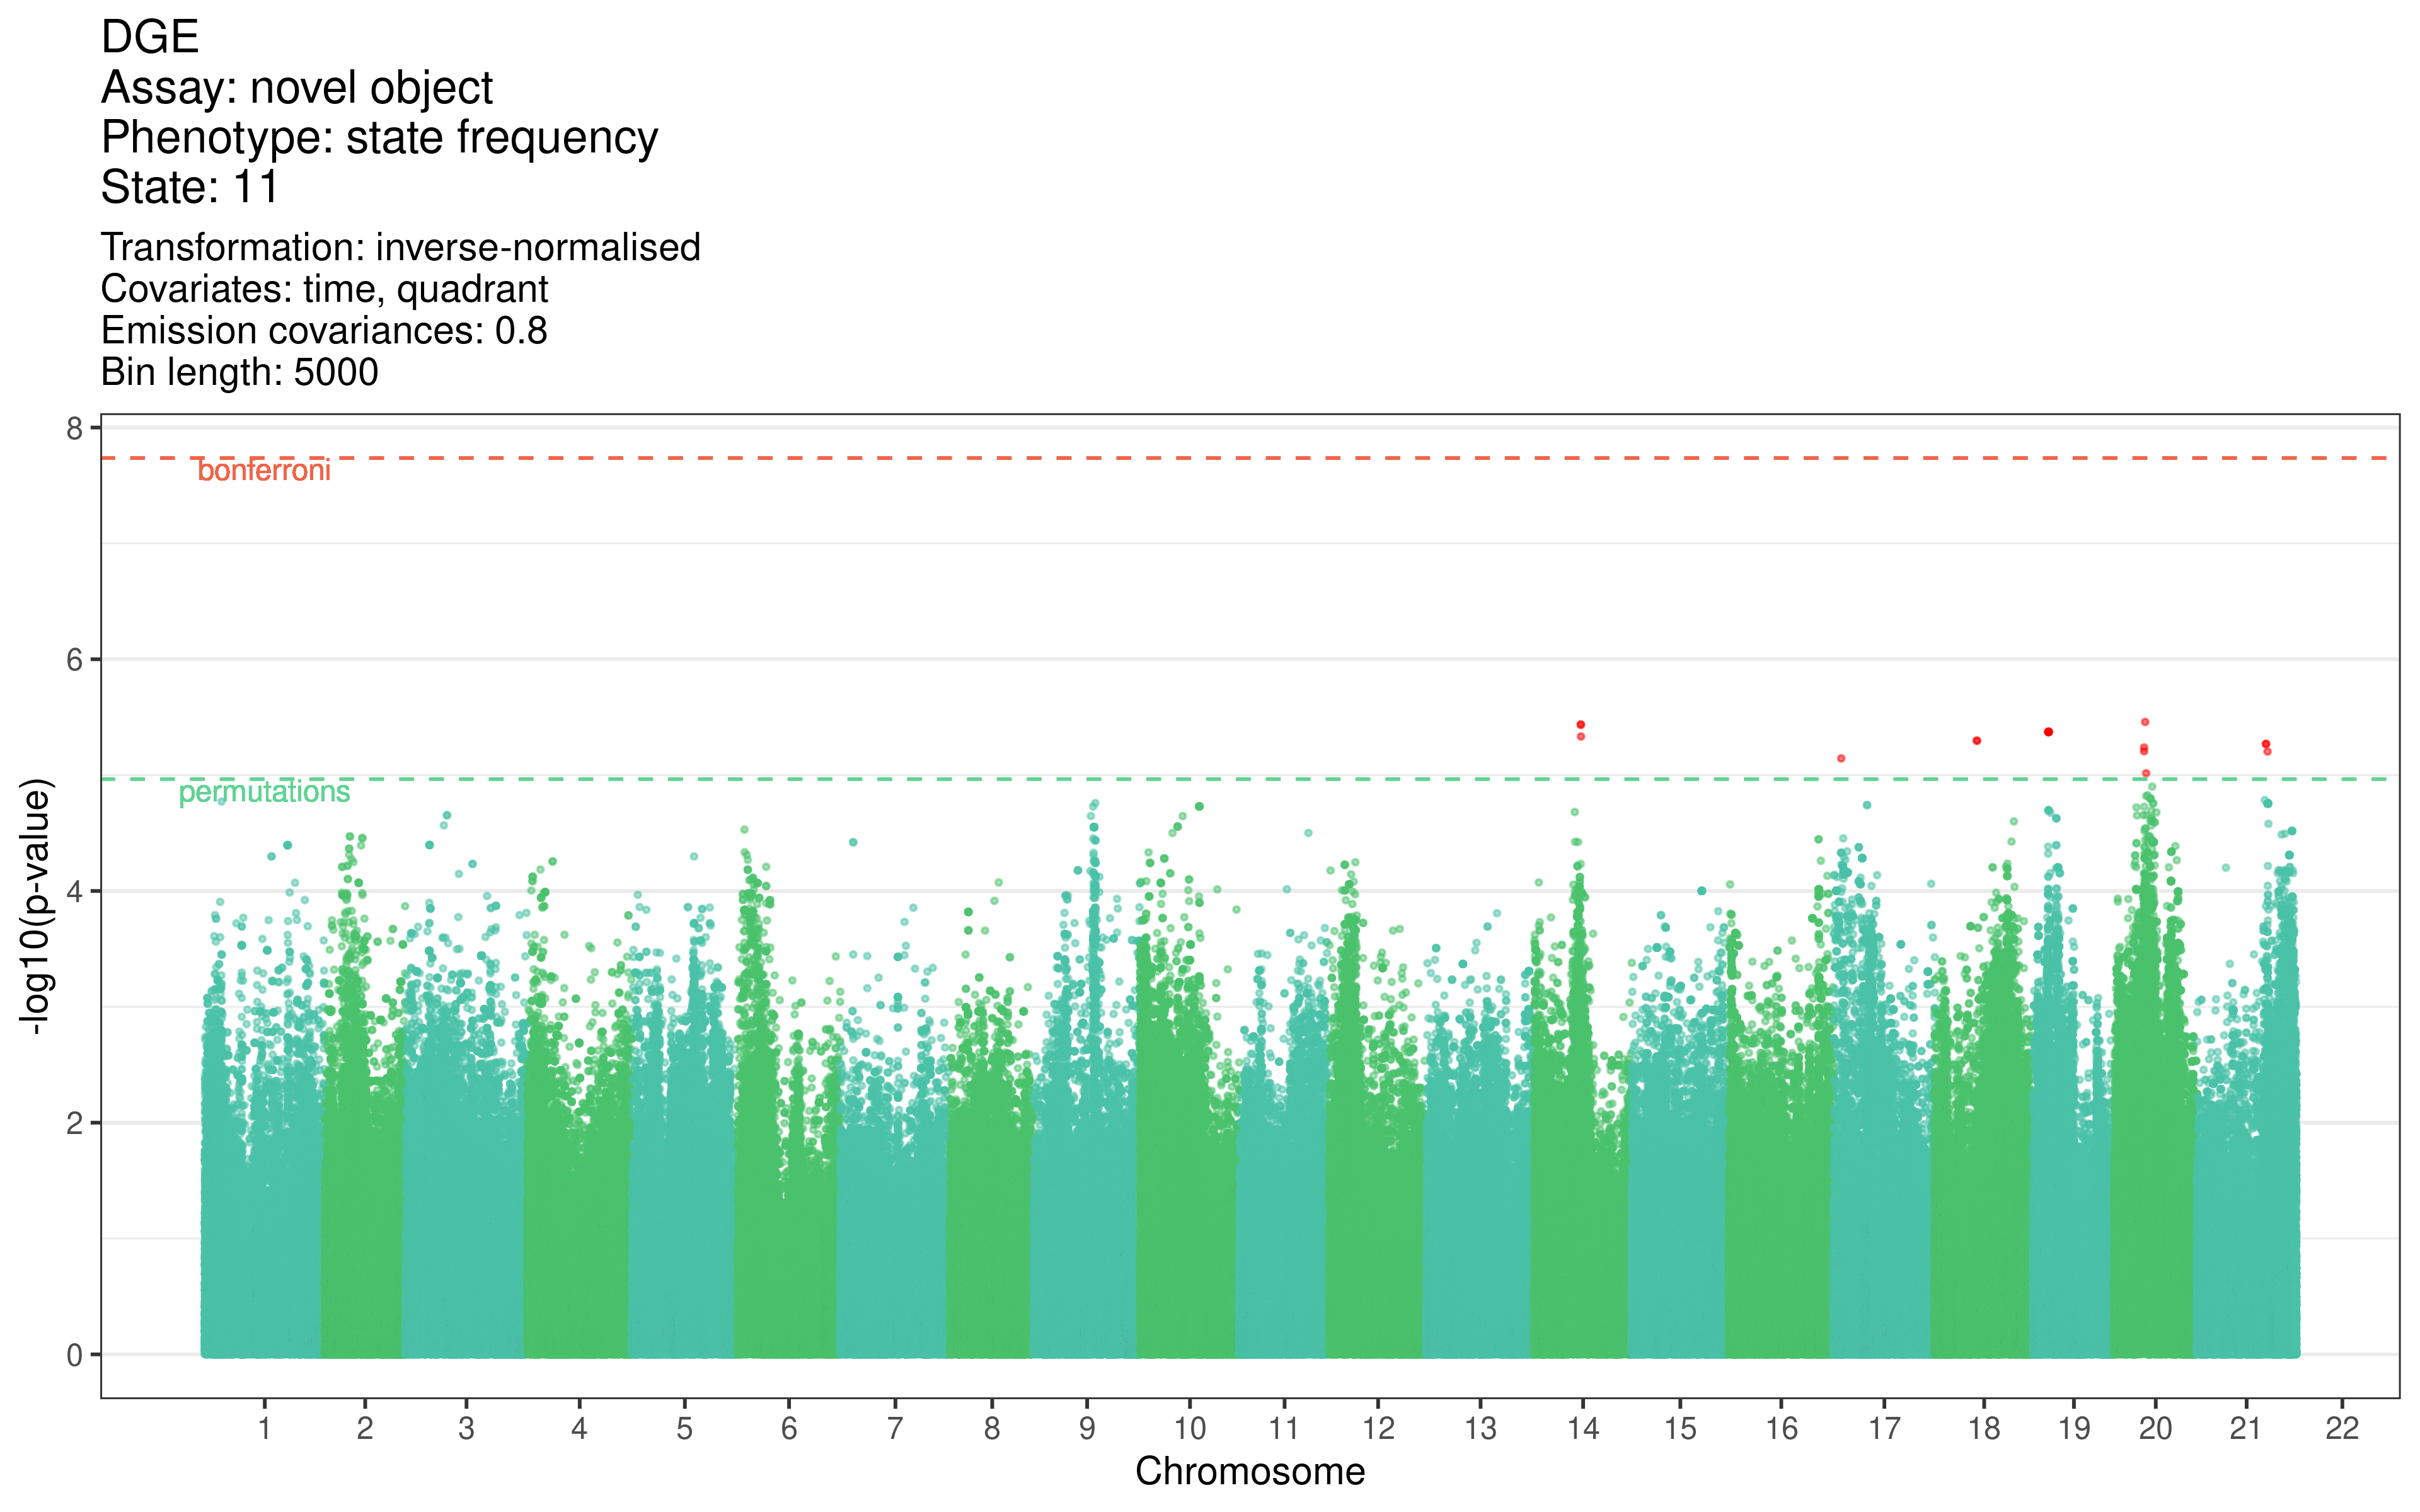 DGE
Assay: novel object
Phenotype: state frequency
State: 11
Transformation: inverse-normalised
Covariates: time, quadrant
Emission covariances: 0.8
Bin length: 5000
8
bonferroni
6
permutations
4
2
0
-log10(p-value)
1 2 3 4 5 6 7 8 9 10 11 12 13 14 15 16 17 18 19 20 21 22
Chromosome